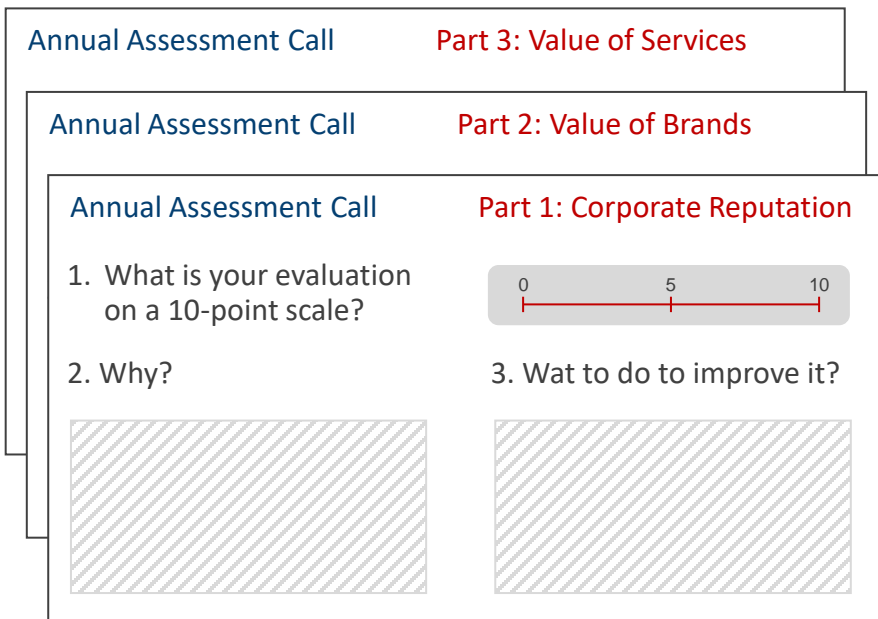 Annual Assessment Call Part 3: Value of Services
Annual Assessment Call Part 2: Value of Brands
Annual Assessment Call Part 1: Corporate Reputation
1. What is your evaluation
on a 10-point scale?
0 5 10
2. Why?
3. Wat to do to improve it?